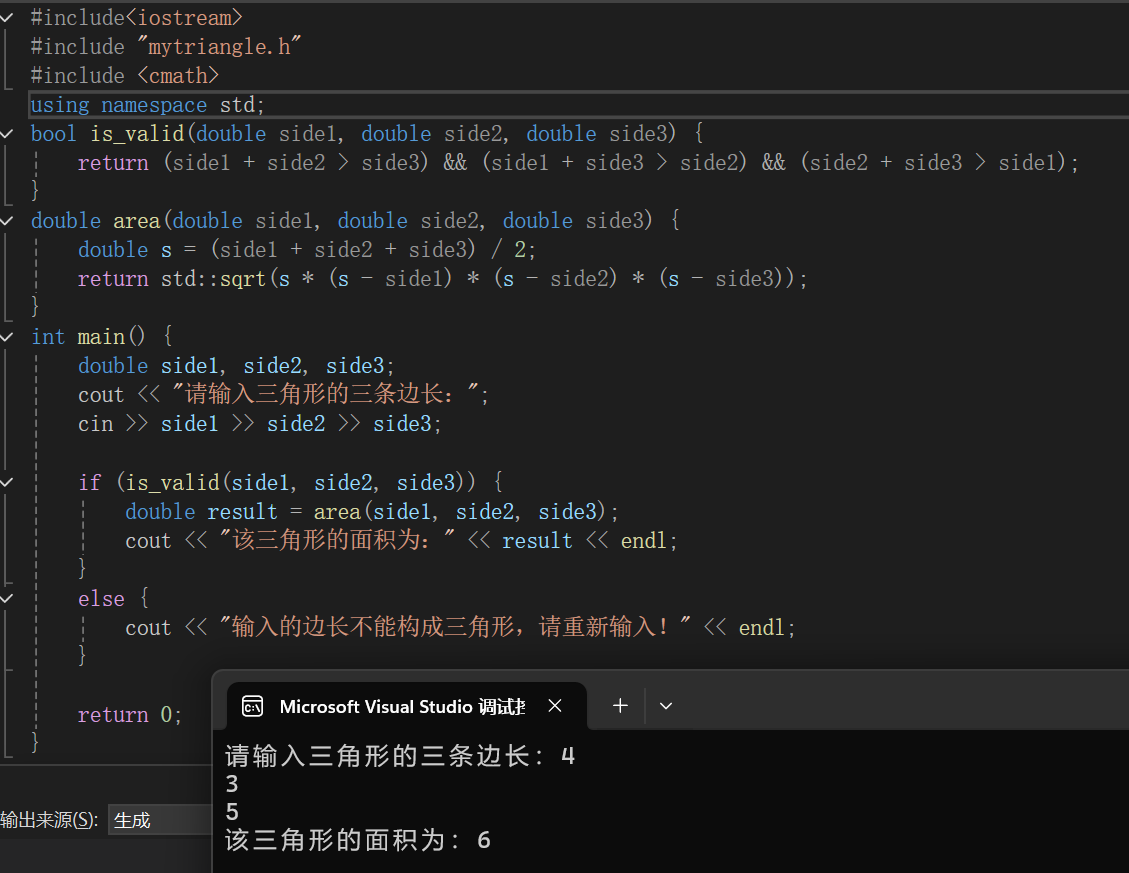 #include<iostream>
#include "mytriangle.h"
#include <cmath>
using namespace std;
bool is_valid(double side1, double side2, double side3) {
    return (side1 + side2 > side3) && (side1 + side3 > side2) && (side2 + side3 > side1);
}
double area(double side1, double side2, double side3) {
    double s = (side1 + side2 + side3) / 2;
    return std::sqrt(s * (s - side1) * (s - side2) * (s - side3));
}
int main() {
    double side1, side2, side3;
    cout << "请输入三角形的三条边长：";
    cin >> side1 >> side2 >> side3;
    if (is_valid(side1, side2, side3)) {
        double result = area(side1, side2, side3);
        cout << "该三角形的面积为：" << result << endl;
    }
    else {
        cout << "输入的边长不能构成三角形，请重新输入！" << endl;
    }
    return 0;
}
Microsoft Visual Studio 调试
请输入三角形的三条边长：4
3
5
该三角形的面积为：6
输出来源(S): 生成